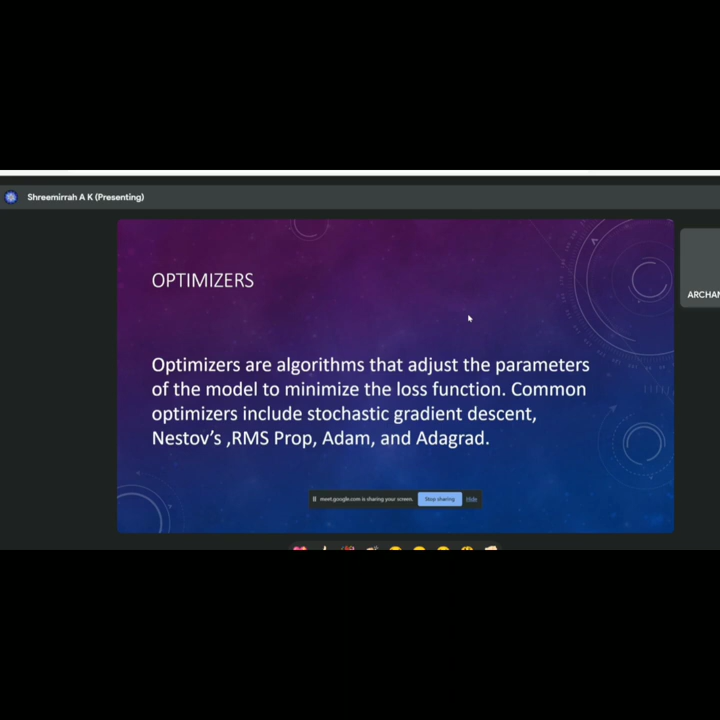 Shreemirrah A K (Presenting)
OPTIMIZERS
ARCHAN
Optimizers are algorithms that adjust the parameters
of the model to minimize the loss function. Common
optimizers include stochastic gradient descent,
Nestov's ,RMS Prop, Adam, and Adagrad.
meet.google.com is sharing your screen. Stop sharing Hide